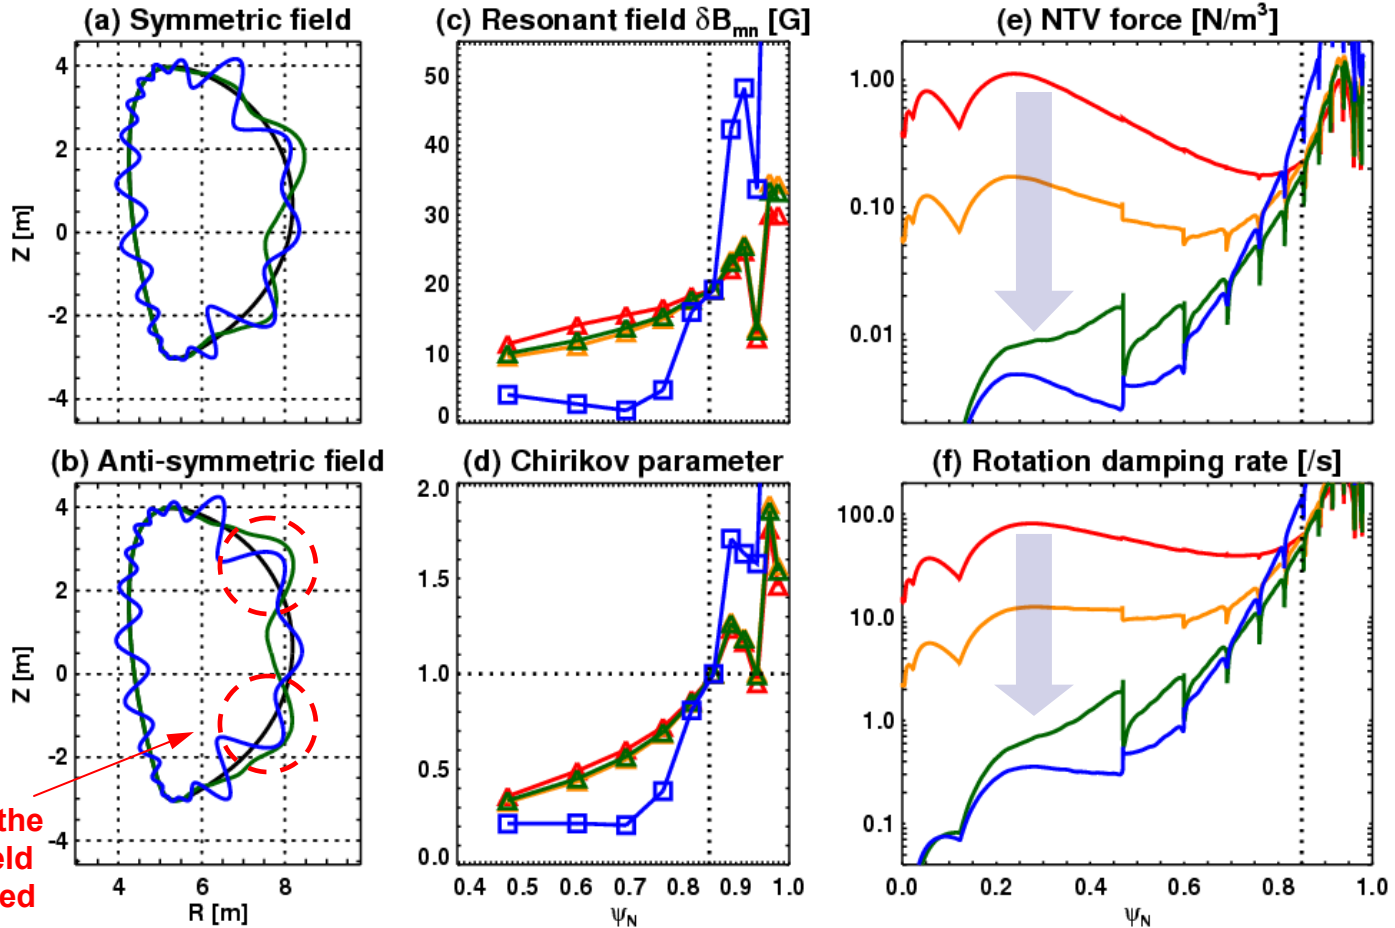 (a) Symmetric field
4
2
0
-2
-4
Z [m]
(b) Anti-symmetric field
4
2
0
-2
-4
Z [m]
4 6 8
R [m]
the
eld
ed
(c) Resonant field δBmn [G]
50
40
30
20
10
0
(d) Chirikov parameter
2.0
1.5
1.0
0.5
0.0
0.4 0.5 0.6 0.7 0.8 0.9 1.0
ψN
(e) NTV force [N/m³]
1.00
0.10
0.01
(f) Rotation damping rate [/s]
100.0
10.0
1.0
0.1
0.0 0.2 0.4 0.6 0.8 1.0
ψN